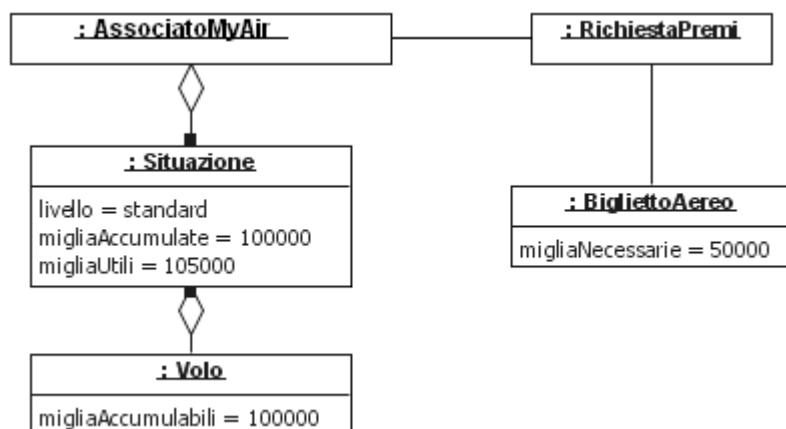 : AssociatoMyAir
: RichiestaPremi
: Situazione
livello = standard
migliaAccumulate = 100000
migliaUtili = 105000
: BigliettoAereo
migliaNecessarie = 50000
: Volo
migliaAccumulabili = 100000